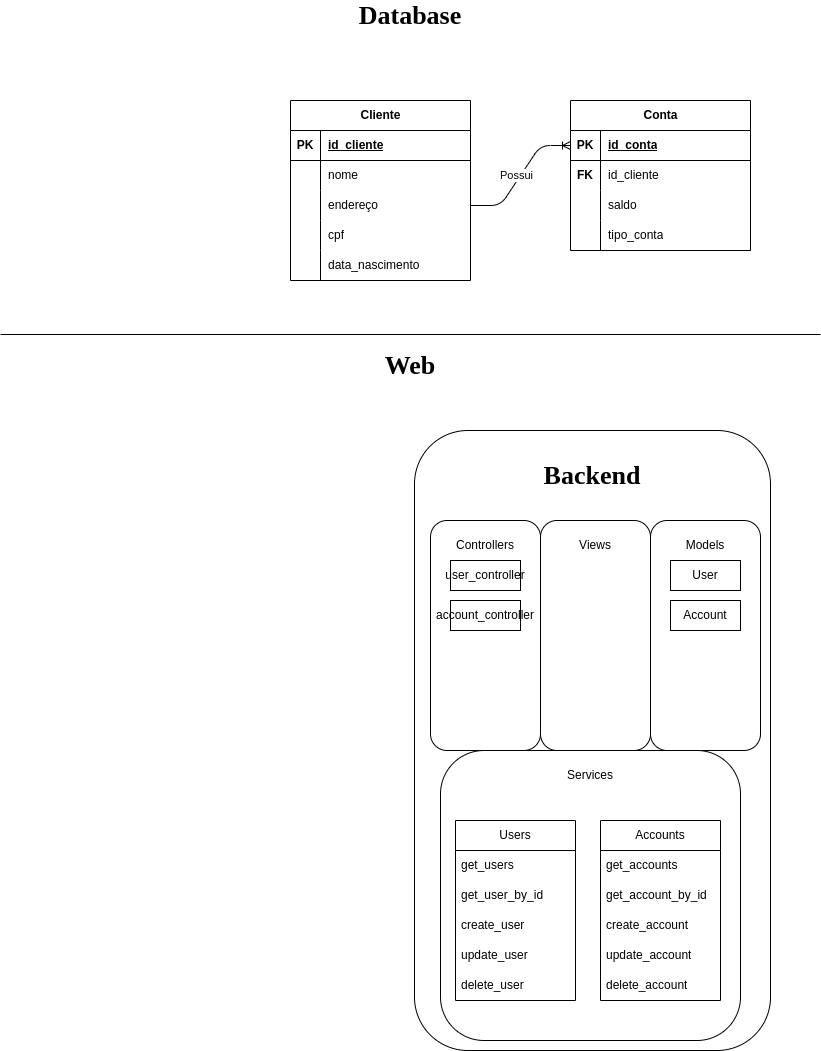 Database
Cliente
PK id_cliente
nome
endereço
cpf
data_nascimento
Possui
Conta
PK id_conta
FK id_cliente
saldo
tipo_conta
Web
Backend
Controllers
user_controller
account_controller
Views
Models
User
Account
Services
Users
get_users
get_user_by_id
create_user
update_user
delete_user
Accounts
get_accounts
get_account_by_id
create_account
update_account
delete_account